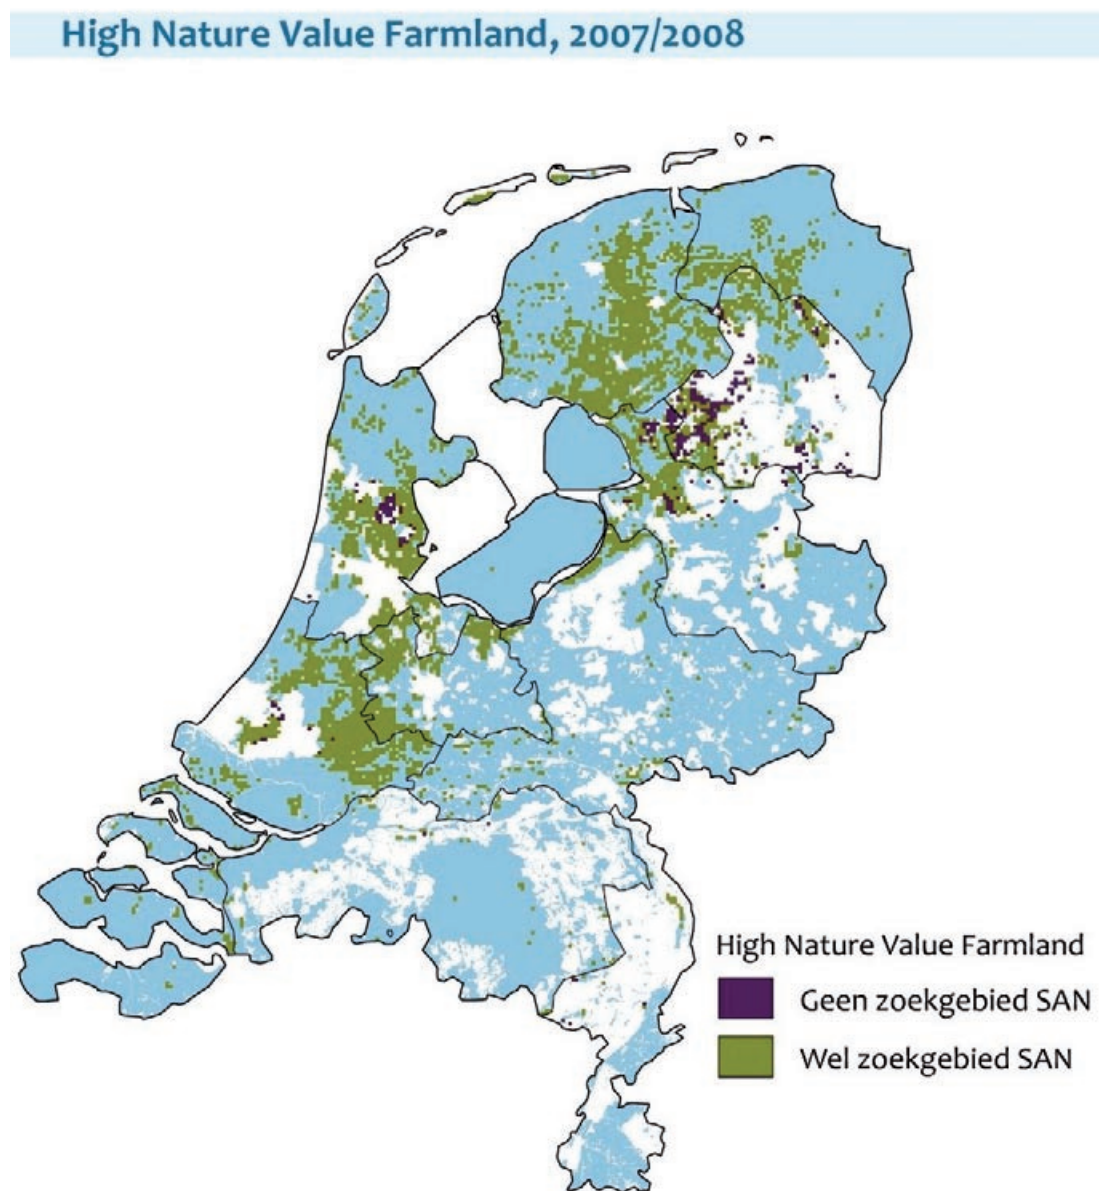 High Nature Value Farmland, 2007/2008
High Nature Value Farmland
Geen zoekgebied SAN
Wel zoekgebied SAN